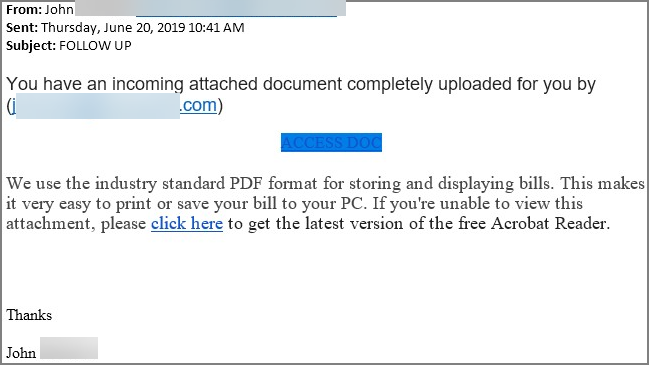 From: John
Sent: Thursday, June 20, 2019 10:41 AM
Subject: FOLLOW UP
You have an incoming attached document completely uploaded for you by
(j .com)
ACCESS DOC
We use the industry standard PDF format for storing and displaying bills. This makes
it very easy to print or save your bill to your PC. If you're unable to view this
attachment, please click here to get the latest version of the free Acrobat Reader.
Thanks
John